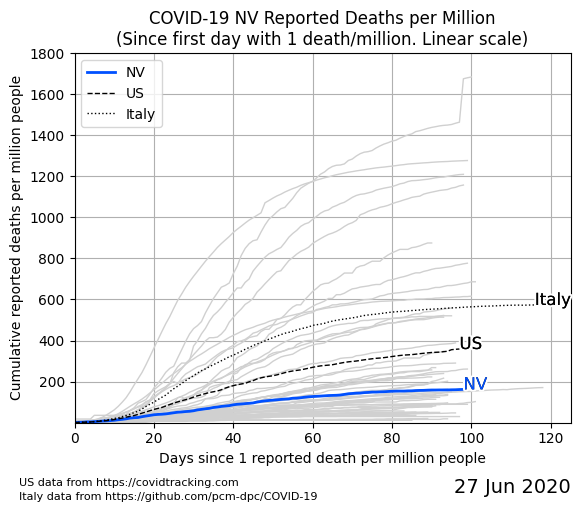 COVID-19 NV Reported Deaths per Million
(Since first day with 1 death/million. Linear scale)
Cumulative reported deaths per million people
1800
1600
1400
1200
1000
800
600
400
200
NV
US
Italy
Italy
US
NV
0
20
40
60
80
100
120
Days since 1 reported death per million people
US data from https://covidtracking.com
Italy data from https://github.com/pcm-dpc/COVID-19
27 Jun 2020